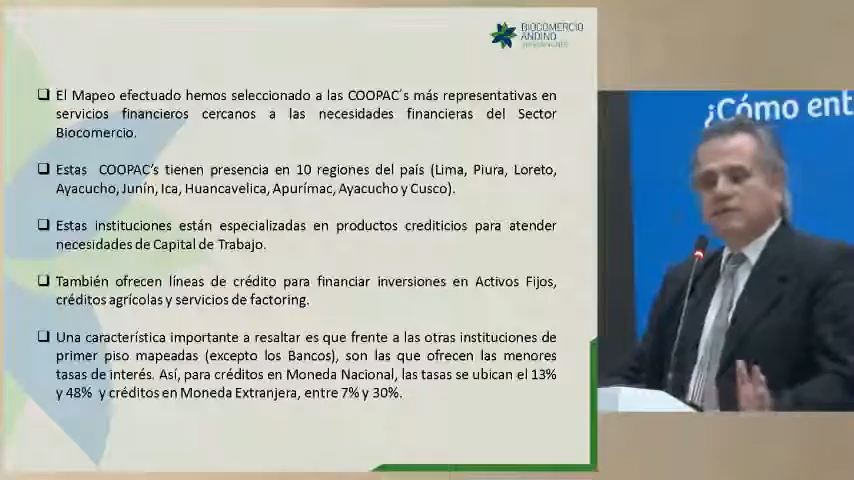 BIOCOMERCIO
ANDINO
❑ El Mapeo efectuado hemos seleccionado a las COOPAC´s más representativas en
servicios financieros cercanos a las necesidades financieras del Sector
Biocomercio.
❑ Estas COOPAC's tienen presencia en 10 regiones del país (Lima, Piura, Loreto,
Ayacucho, Junín, Ica, Huancavelica, Apurímac, Ayacucho y Cusco).
❑ Estas instituciones están especializadas en productos crediticios para atender
necesidades de Capital de Trabajo.
❑ También ofrecen líneas de crédito para financiar inversiones en Activos Fijos,
créditos agrícolas y servicios de factoring.
❑ Una característica importante a resaltar es que frente a las otras instituciones de
primer piso mapeadas (excepto los Bancos), son las que ofrecen las menores
tasas de interés. Así, para créditos en Moneda Nacional, las tasas se ubican el 13%
y 48% y créditos en Moneda Extranjera, entre 7% y 30%.
¿Cómo ent